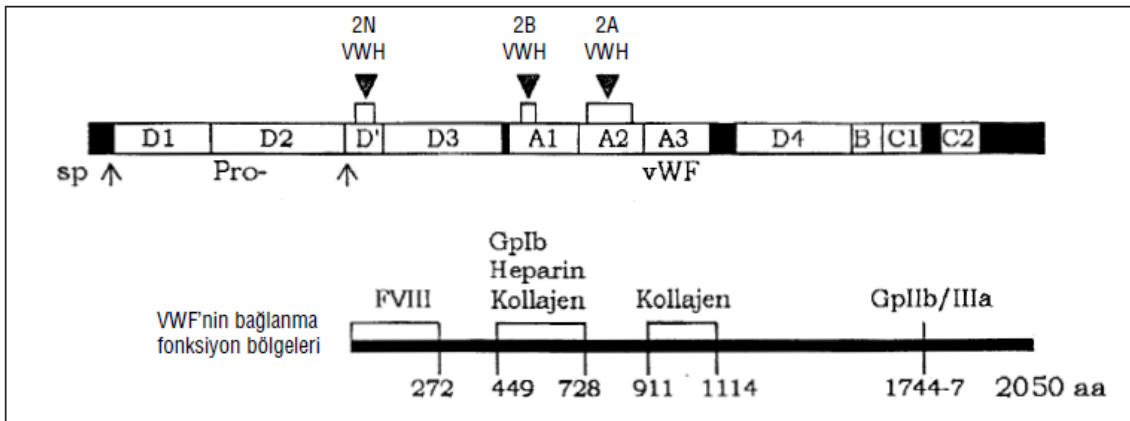 2N 2B 2A
VWH VWH VWH
D1 D2 D' D3 A1 A2 A3 D4 B C1 C2
sp Pro- vWF
GpIb
Heparin
FVIII Kollajen Kollajen GpIIb/IIIa
VWF'nin bağlanma
fonksiyon bölgeleri
272 449 728 911 1114 1744-7 2050 aa